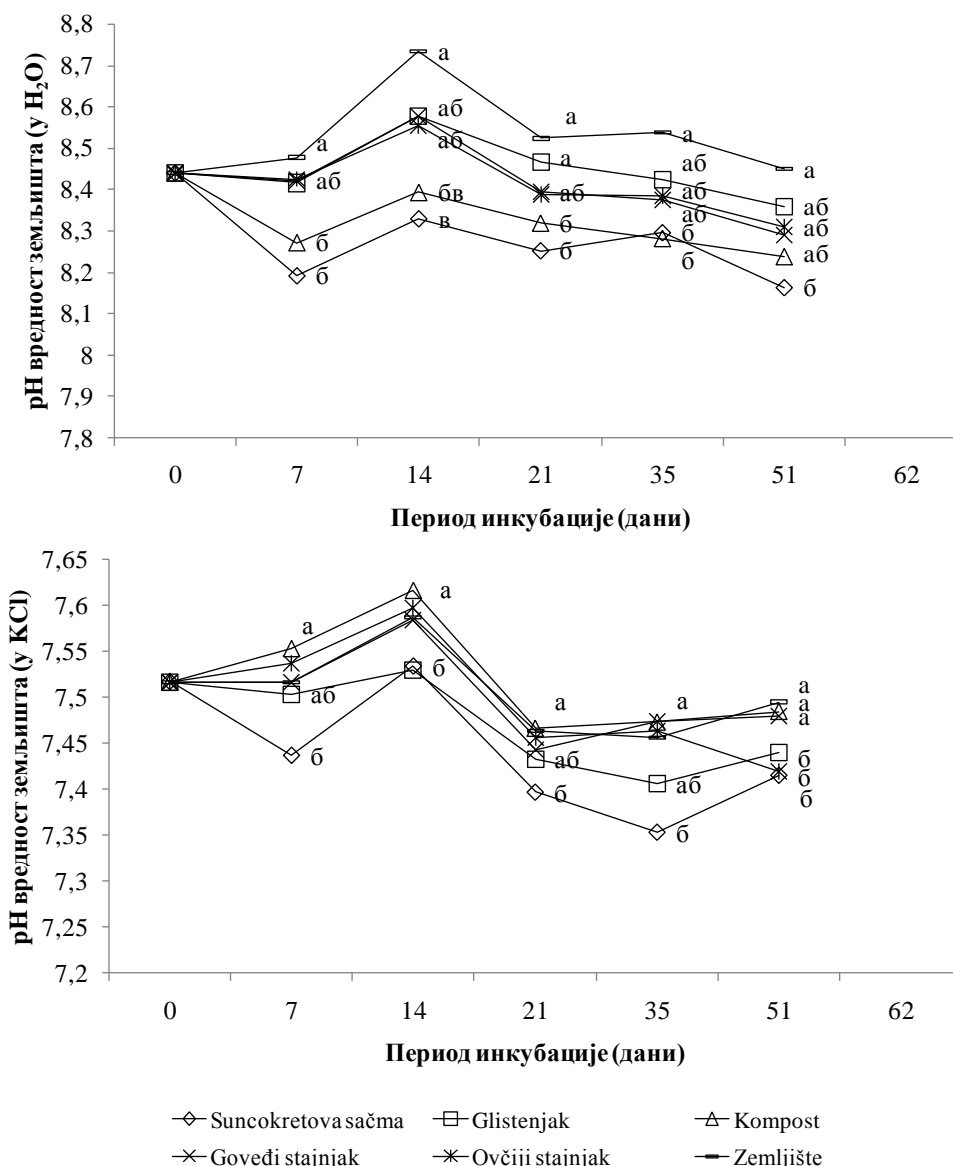 8,8
8,7
8,6
8,5
8,4
8,3
8,2
8,1
8
7,9
7,8
pH вредност земљишта (у H₂O)
а
аб
б
б
а
аб
аб
бв
в
а
а
аб
б
б
а
аб
аб
б
б
а
аб
аб
аб
б
0 7 14 21 35 51 62
Период инкубације (дани)
7,65
7,6
7,55
7,5
7,45
7,4
7,35
7,3
7,25
7,2
pH вредност земљишта (у KCl)
а
аб
б
а
б
а
аб
б
а
аб
б
а
а
а
б
б
б
0 7 14 21 35 51 62
Период инкубације (дани)
Suncokretova sačma Glistenjak Kompost
Goveđi stajnjak Ovčiji stajnjak Zemljište